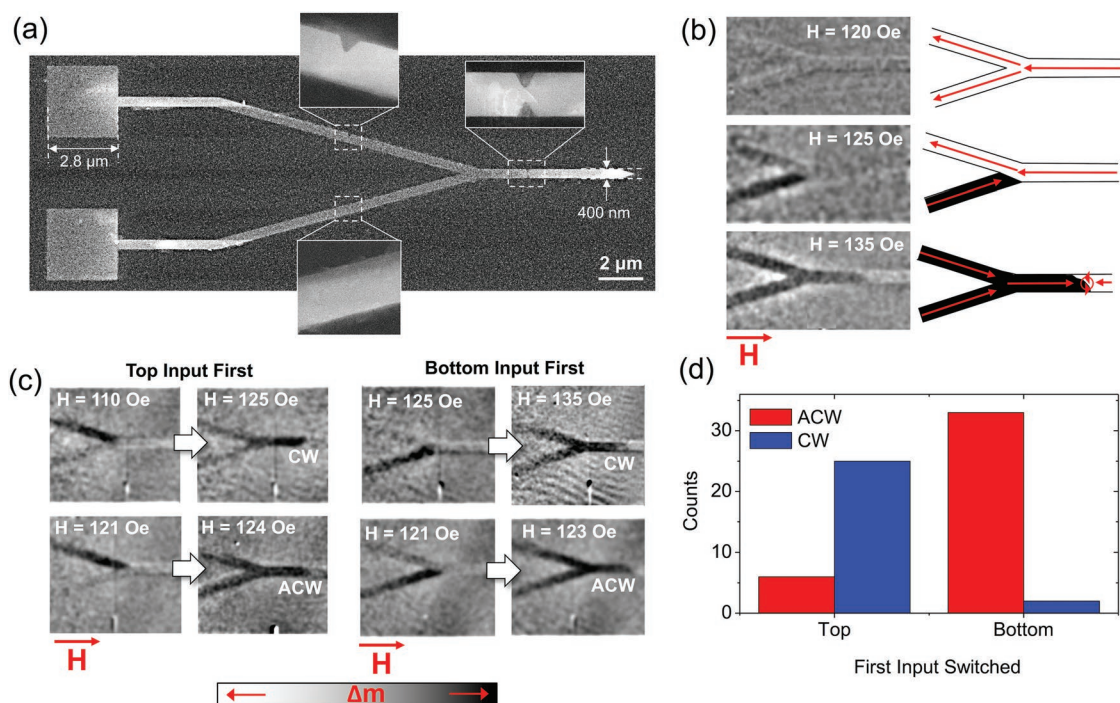 (a)
2.8 μm
400 nm
2 μm
(b)
H = 120 Oe
H = 125 Oe
H = 135 Oe
H
(c)
Top Input First
Bottom Input First
H = 110 Oe
H = 125 Oe
CW
H = 125 Oe
H = 135 Oe
CW
H = 121 Oe
H = 124 Oe
ACW
H = 121 Oe
H = 123 Oe
ACW
H
H
Δm
(d)
ACW
CW
Counts
30
20
10
0
Top
Bottom
First Input Switched